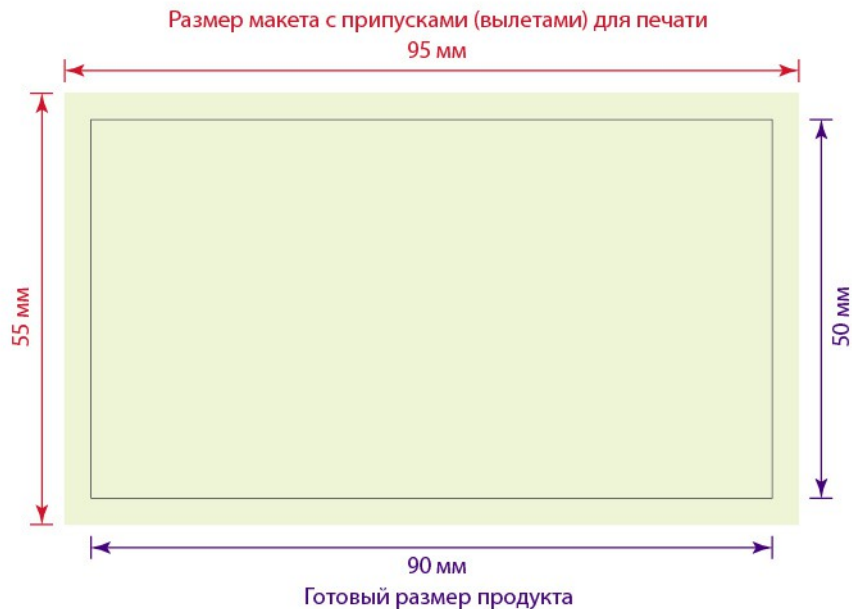 Размер макета с припусками (вылетами) для печати
95 мм
55 мм
50 мм
90 мм
Готовый размер продукта